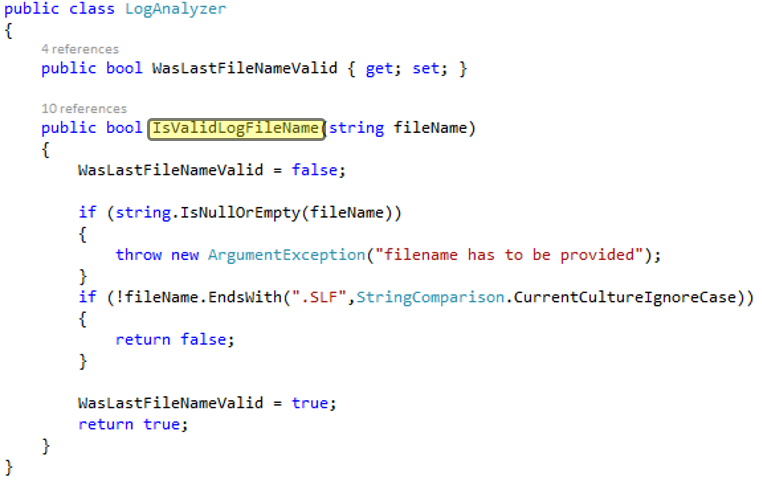 public class LogAnalyzer
{
4 references
public bool WasLastFileNameValid { get; set; }
10 references
public bool IsValidLogFileName(string fileName)
{
WasLastFileNameValid = false;
if (string.IsNullOrEmpty(fileName))
{
throw new ArgumentException("filename has to be provided");
}
if (!fileName.EndsWith(".SLF",StringComparison.CurrentCultureIgnoreCase))
{
return false;
}
WasLastFileNameValid = true;
return true;
}
}